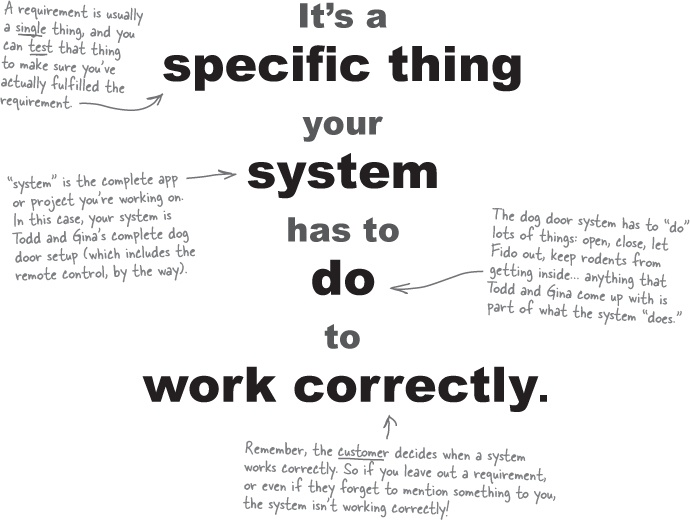 A requirement is usually
a single thing, and you
can test that thing
to make sure you've
actually fulfilled the
requirement.
It's a
specific thing
your
system
"system" is the complete app
or project you're working on.
In this case, your system is
Todd and Gina's complete dog
door setup (which includes the
remote control, by the way).
has to
do
The dog door system has to "do"
lots of things: open, close, let
Fido out, keep rodents from
getting inside... anything that
Todd and Gina come up with is
part of what the system "does."
to
work correctly.
Remember, the customer decides when a system
works correctly. So if you leave out a requirement,
or even if they forget to mention something to you,
the system isn't working correctly!